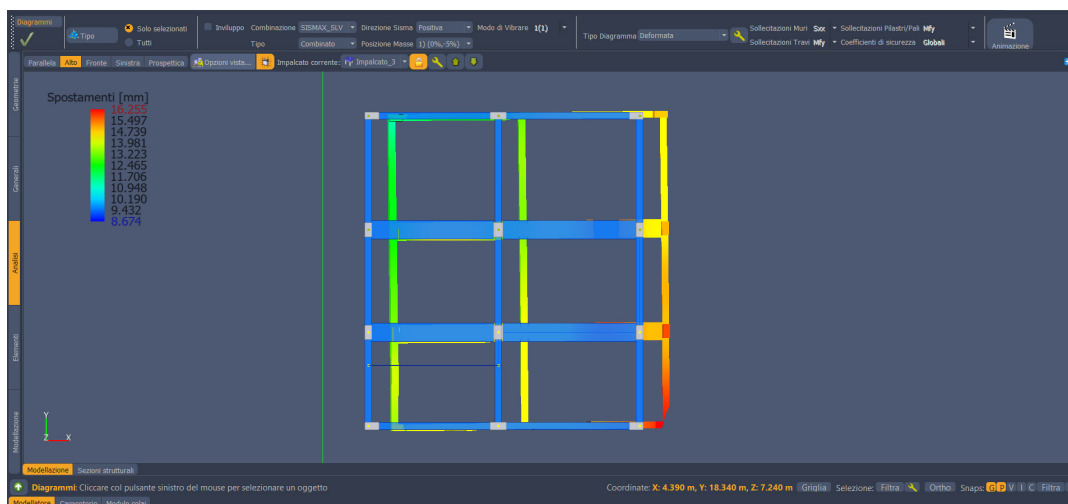 Diagrammi
Tipo
Solo selezionati
Tutti
Inviluppo Combinazione SISMAX_SLV Direzione Sisma Positiva Modo di Vibrare 1(1)
Tipo Combinato Posizione Masse 1) (0%,-5%)
Tipo Diagramma Deformata
Sollecitazioni Muri Sxx Sollecitazioni Pilastri/Pali Mfy
Sollecitazioni Travi Mfy Coefficienti di sicurezza Globali
Animazione
Parallela Alto Fronte Sinistra Prospettica Opzioni vista... Impalcato corrente: Impalcato_3
Geometrie
Generali
Analisi
Elementi
Modellazione
Spostamenti [mm]
16.255
15.497
14.739
13.981
13.223
12.465
11.706
10.948
10.190
9.432
8.674
Y
Z X
Modellazione Sezioni strutturali
Diagrammi: Cliccare col pulsante sinistro del mouse per selezionare un oggetto
Coordinate: X: 4.390 m, Y: 18.340 m, Z: 7.240 m Griglia Selezione: Filtra Ortho Snaps: G P V I C Filtra
Modellatore Carpenterie Modulo solai